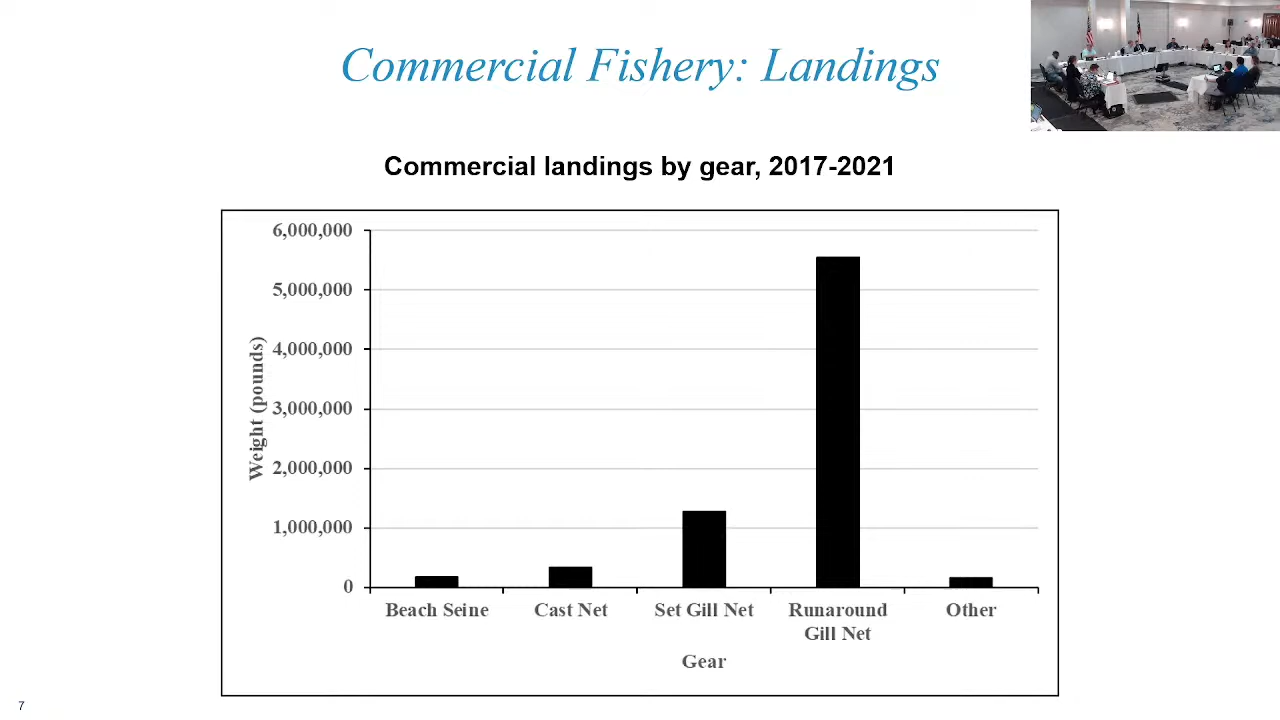 Commercial Fishery: Landings
Commercial landings by gear, 2017-2021
6,000,000
5,000,000
4,000,000
3,000,000
2,000,000
1,000,000
0
Weight (pounds)
Beach Seine
Cast Net
Set Gill Net
Runaround
Gill Net
Other
Gear
7